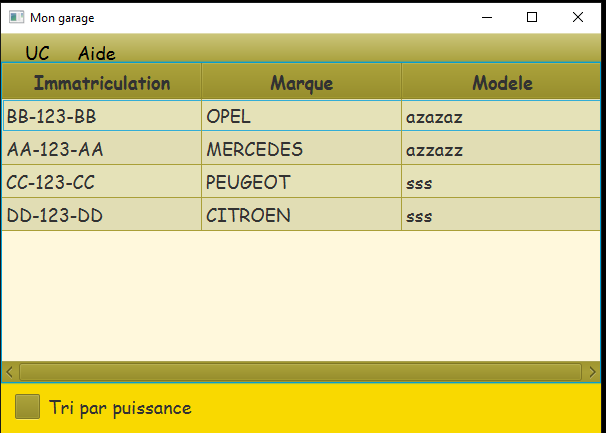 Mon garage
UC Aide
Immatriculation Marque Modele
BB-123-BB OPEL azazaz
AA-123-AA MERCEDES azzazz
CC-123-CC PEUGEOT sss
DD-123-DD CITROEN sss
Tri par puissance